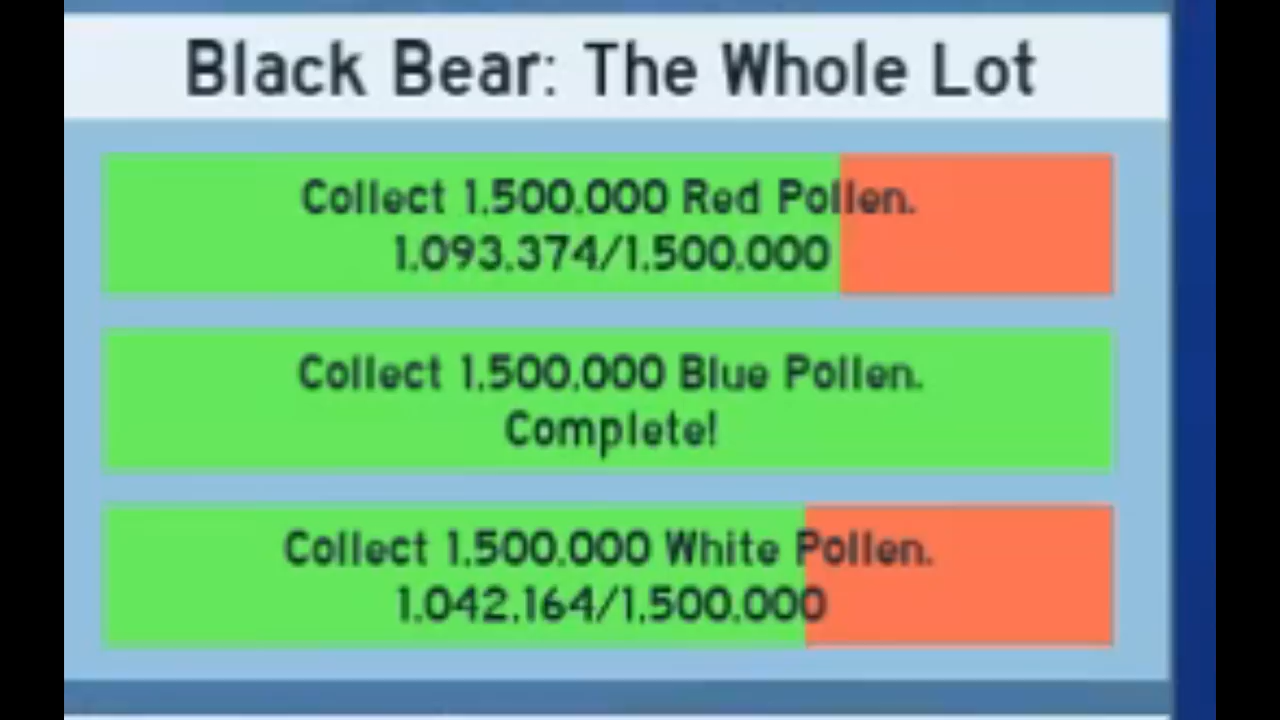 Black Bear: The Whole Lot
Collect 1.500.000 Red Pollen.
1.093.374/1.500.000
Collect 1.500.000 Blue Pollen.
Complete!
Collect 1.500.000 White Pollen.
1.042.164/1.500.000